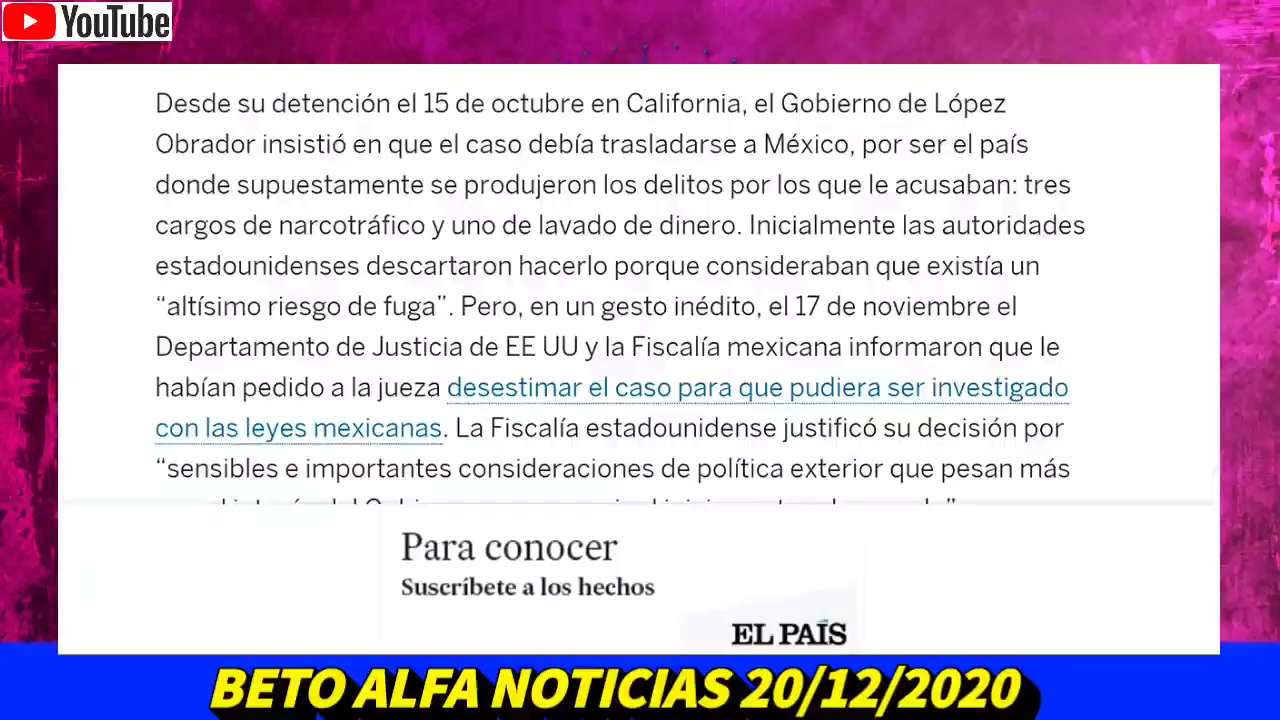 YouTube
Desde su detención el 15 de octubre en California, el Gobierno de López
Obrador insistió en que el caso debía trasladarse a México, por ser el país
donde supuestamente se produjeron los delitos por los que le acusaban: tres
cargos de narcotráfico y uno de lavado de dinero. Inicialmente las autoridades
estadounidenses descartaron hacerlo porque consideraban que existía un
“altísimo riesgo de fuga”. Pero, en un gesto inédito, el 17 de noviembre el
Departamento de Justicia de EE UU y la Fiscalía mexicana informaron que le
habían pedido a la jueza desestimar el caso para que pudiera ser investigado
con las leyes mexicanas. La Fiscalía estadounidense justificó su decisión por
“sensibles e importantes consideraciones de política exterior que pesan más
Para conocer
Suscríbete a los hechos
EL PAÍS
BETO ALFA NOTICIAS 20/12/2020